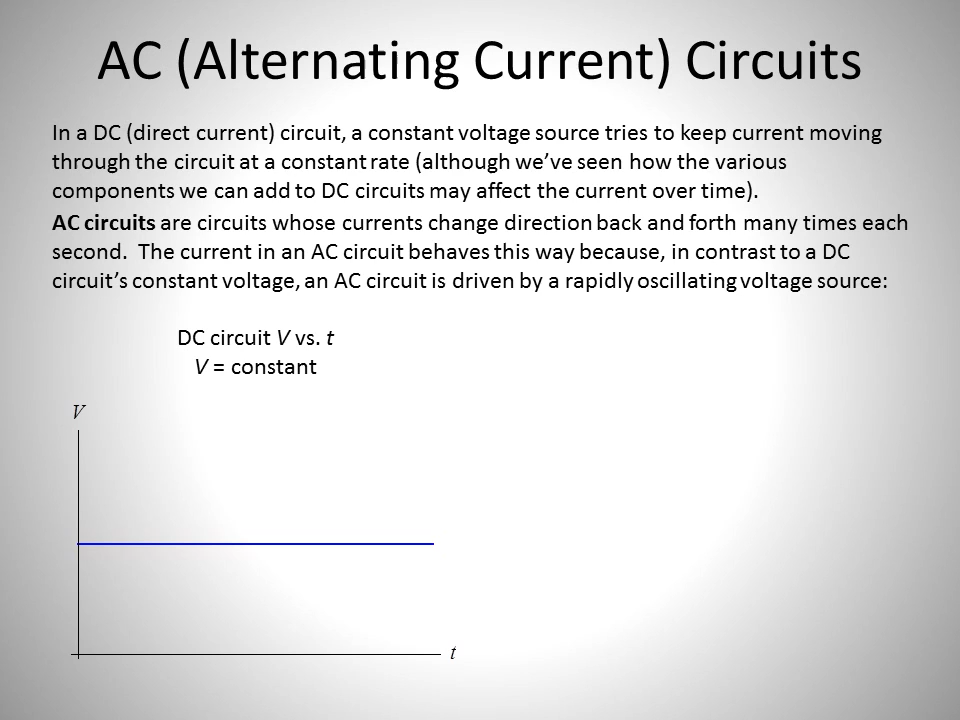 AC (Alternating Current) Circuits
In a DC (direct current) circuit, a constant voltage source tries to keep current moving
through the circuit at a constant rate (although we’ve seen how the various
components we can add to DC circuits may affect the current over time).
AC circuits are circuits whose currents change direction back and forth many times each
second.  The current in an AC circuit behaves this way because, in contrast to a DC
circuit’s constant voltage, an AC circuit is driven by a rapidly oscillating voltage source:
DC circuit V vs. t
V = constant
V
t